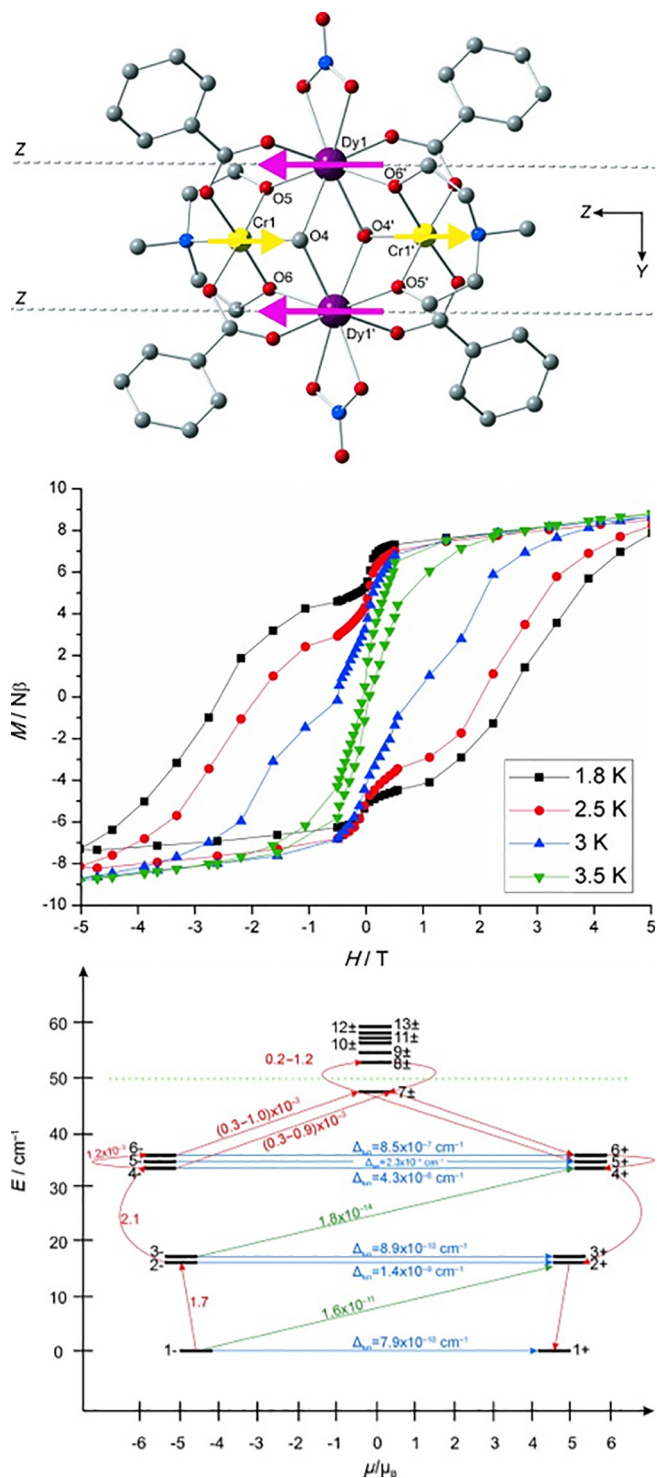 Z
Dy1
O6'
O5
Cr1
O4
O4'
Cr1'
O6
O5'
Dy1'
Z
Z
Y
M / Nβ
10
8
6
4
2
0
-2
-4
-6
-8
-10
1.8 K
2.5 K
3 K
3.5 K
-5 -4 -3 -2 -1 0 1 2 3 4 5
H / T
E / cm⁻¹
60
50
40
30
20
10
0
12± 13±
11±
10±
9±
8±
7±
0.2–1.2
(0.3–1.0)x10⁻³
(0.3–0.9)x10⁻³
6- Δtun=8.5x10⁻⁷ cm⁻¹ 6+
5- 5+
4- Δtun=4.3x10⁻⁶ cm⁻¹ 4+
2.1
1.8x10⁻¹⁴
3- Δtun=8.9x10⁻¹⁰ cm⁻¹ 3+
2- Δtun=1.4x10⁻⁹ cm⁻¹ 2+
1.7
1.6x10⁻¹¹
1- Δtun=7.9x10⁻¹⁰ cm⁻¹ 1+
-6 -5 -4 -3 -2 -1 0 1 2 3 4 5 6
μ/μB